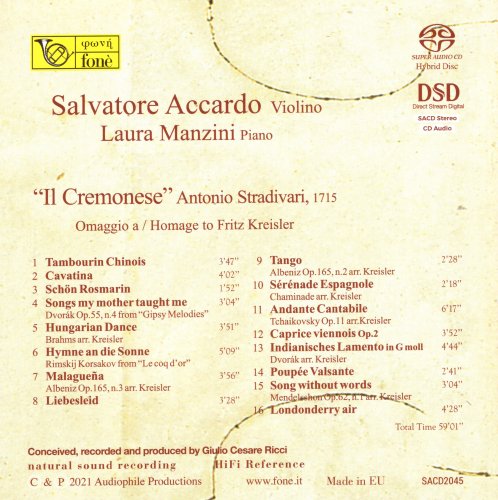 φωνή
fonè
SUPER AUDIO CD
Hybrid Disc
DSD
Direct Stream Digital
SACD Stereo
CD Audio
Salvatore Accardo Violino
Laura Manzini Piano
“Il Cremonese” Antonio Stradivari, 1715
Omaggio a / Homage to Fritz Kreisler
1 Tambourin Chinois 3'47"
2 Cavatina 4'02"
3 Schön Rosmarin 1'52"
4 Songs my mother taught me 3'04"
Dvorák Op.55, n.4 from "Gipsy Melodies"
5 Hungarian Dance 3'51"
Brahms arr. Kreisler
6 Hymne an die Sonne 5'09"
Rimskij Korsakov from "Le coq d'or"
7 Malagueña 3'56"
Albeniz Op.165, n.3 arr. Kreisler
8 Liebesleid 3'28"
9 Tango 2'28"
Albeniz Op.165, n.2 arr. Kreisler
10 Sérénade Espagnole 2'18"
Chaminade arr. Kreisler
11 Andante Cantabile 6'17"
Tchaikovsky Op.11 arr. Kreisler
12 Caprice viennois Op.2 3'52"
13 Indianisches Lamento in G moll 4'44"
Dvorák arr. Kreisler
14 Poupée Valsante 2'41"
15 Song without words 3'04"
Mendelsshon Op.62, n.1 arr. Kreisler
16 Londonderry air 4'28"
Total Time 59'01"
Conceived, recorded and produced by Giulio Cesare Ricci
natural sound recording HiFi Reference
C & P 2021 Audiophile Productions www.fone.it Made in EU SACD2045